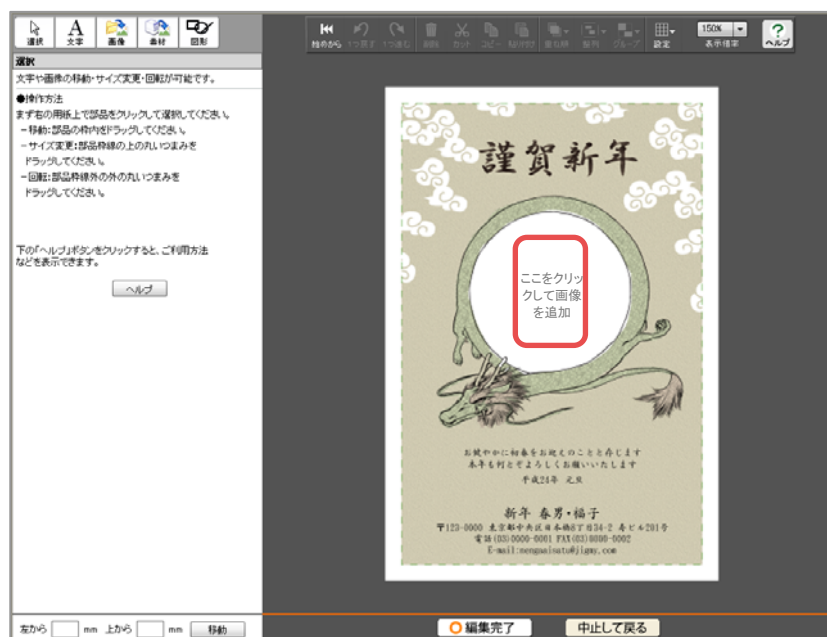 選択
文字
画像
素材
図形
始めから
1つ戻す
1つ進む
削除
カット
コピー
貼り付け
重ね順
整列
グループ
設定
150%
表示倍率
ヘルプ
選択
文字や画像の移動・サイズ変更・回転が可能です。
●操作方法
まず右の用紙上で部品をクリックして選択してください。
－移動：部品の枠内をドラッグしてください。
－サイズ変更：部品枠線の上の丸いつまみを
ドラッグしてください。
－回転：部品枠線外の外の丸いつまみを
ドラッグしてください。
下の「ヘルプ」ボタンをクリックすると、ご利用方法
などを表示できます。
ヘルプ
謹賀新年
ここをクリッ
クして画像
を追加
お健やかに初春をお迎えのことと存じます
本年も何とぞよろしくお願いいたします
平成24年 元旦
新年 春男・福子
〒123-0000 東京都中央区日本橋8丁目54-2 寿ビル201号
電話(03)0000-0001 FAX(03)0000-0002
E-mail:nengaaisatu@jigmy.com
左から mm 上から mm 移動
編集完了
中止して戻る